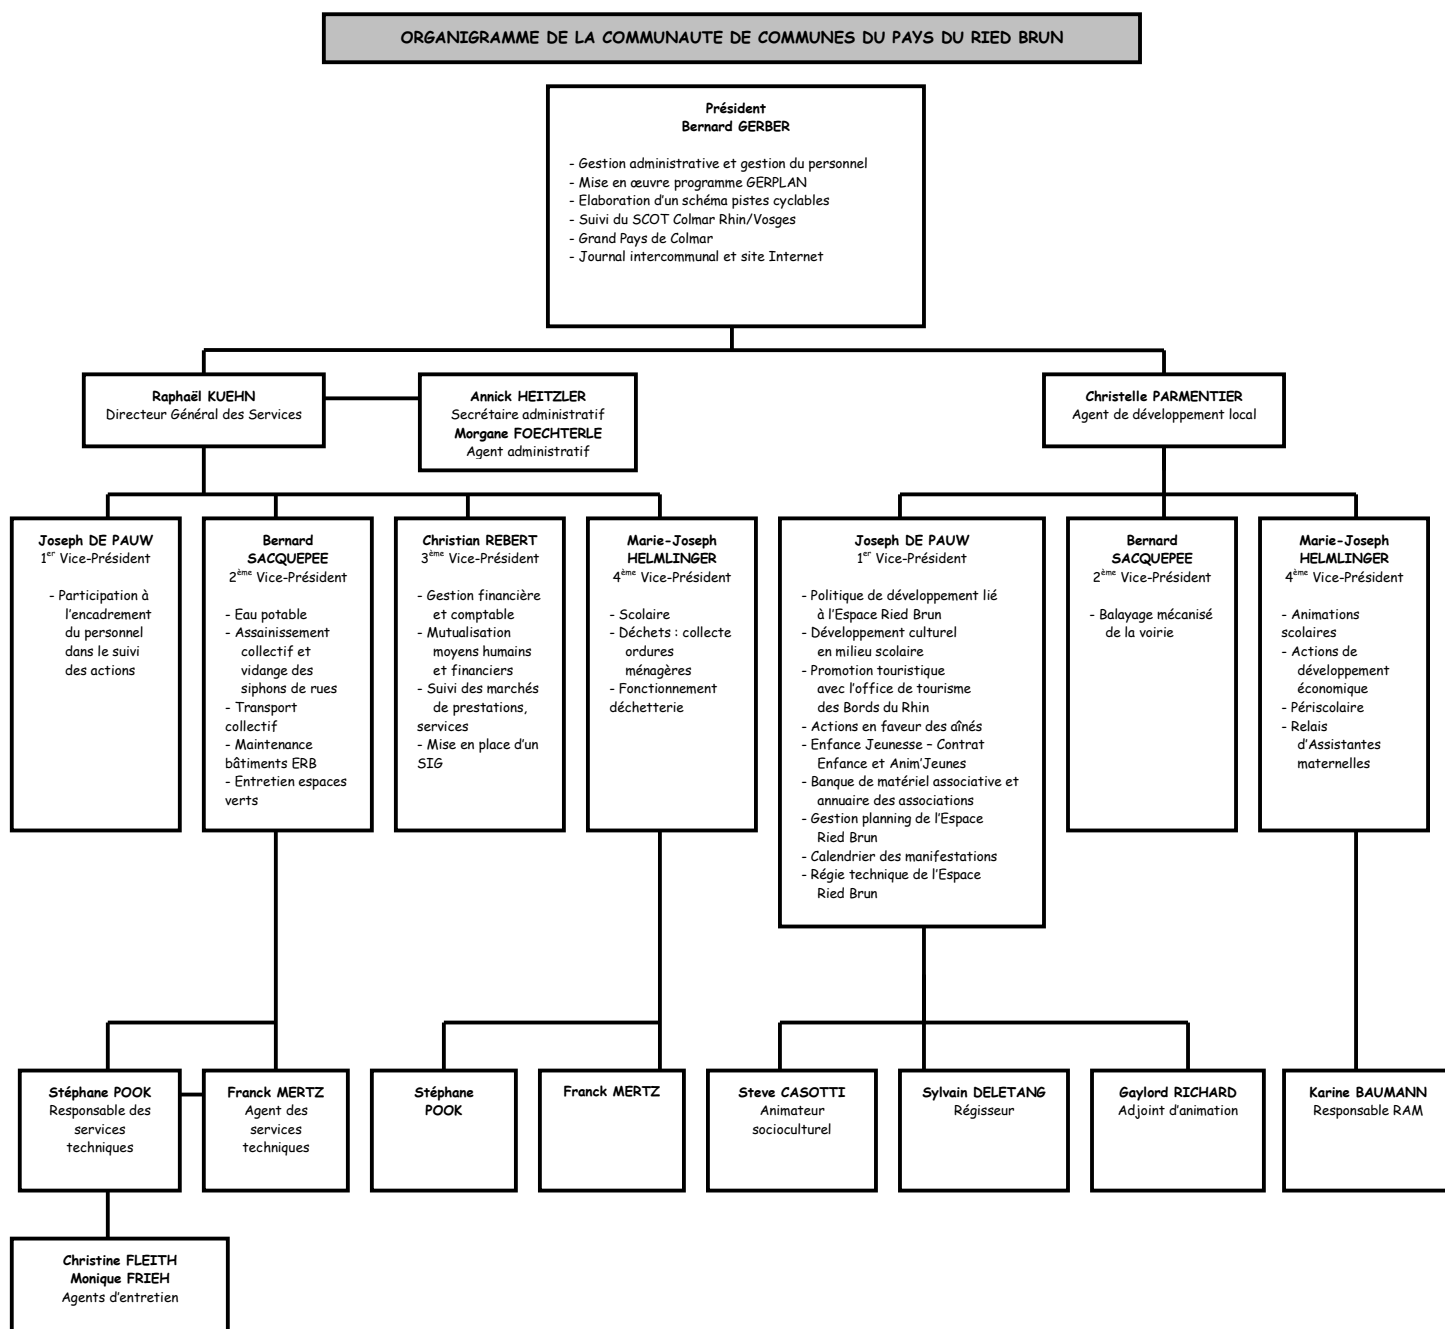 ORGANIGRAMME DE LA COMMUNAUTE DE COMMUNES DU PAYS DU RIED BRUN
Président
Bernard GERBER
- Gestion administrative et gestion du personnel
- Mise en œuvre programme GERPLAN
- Elaboration d'un schéma pistes cyclables
- Suivi du SCOT Colmar Rhin/Vosges
- Grand Pays de Colmar
- Journal intercommunal et site Internet
Raphaël KUEHN
Directeur Général des Services
Annick HEITZLER
Secrétaire administratif
Morgane FOECHTERLE
Agent administratif
Christelle PARMENTIER
Agent de développement local
Joseph DE PAUW
1er Vice-Président
- Participation à
l'encadrement
du personnel
dans le suivi
des actions
Bernard
SACQUEPEE
2ème Vice-Président
- Eau potable
- Assainissement
collectif et
vidange des
siphons de rues
- Transport
collectif
- Maintenance
bâtiments ERB
- Entretien espaces
verts
Christian REBERT
3ème Vice-Président
- Gestion financière
et comptable
- Mutualisation
moyens humains
et financiers
- Suivi des marchés
de prestations,
services
- Mise en place d'un
SIG
Marie-Joseph
HELMLINGER
4ème Vice-Président
- Scolaire
- Déchets : collecte
ordures
ménagères
- Fonctionnement
déchetterie
Joseph DE PAUW
1er Vice-Président
- Politique de développement lié
à l'Espace Ried Brun
- Développement culturel
en milieu scolaire
- Promotion touristique
avec l'office de tourisme
des Bords du Rhin
- Actions en faveur des aînés
- Enfance Jeunesse – Contrat
Enfance et Anim'Jeunes
- Banque de matériel associative et
annuaire des associations
- Gestion planning de l'Espace
Ried Brun
- Calendrier des manifestations
- Régie technique de l'Espace
Ried Brun
Bernard
SACQUEPEE
2ème Vice-Président
- Balayage mécanisé
de la voirie
Marie-Joseph
HELMLINGER
4ème Vice-Président
- Animations
scolaires
- Actions de
développement
économique
- Périscolaire
- Relais
d'Assistantes
maternelles
Stéphane POOK
Responsable des
services
techniques
Franck MERTZ
Agent des
services
techniques
Stéphane
POOK
Franck MERTZ
Steve CASOTTI
Animateur
socioculturel
Sylvain DELETANG
Régisseur
Gaylord RICHARD
Adjoint d'animation
Karine BAUMANN
Responsable RAM
Christine FLEITH
Monique FRIEH
Agents d'entretien